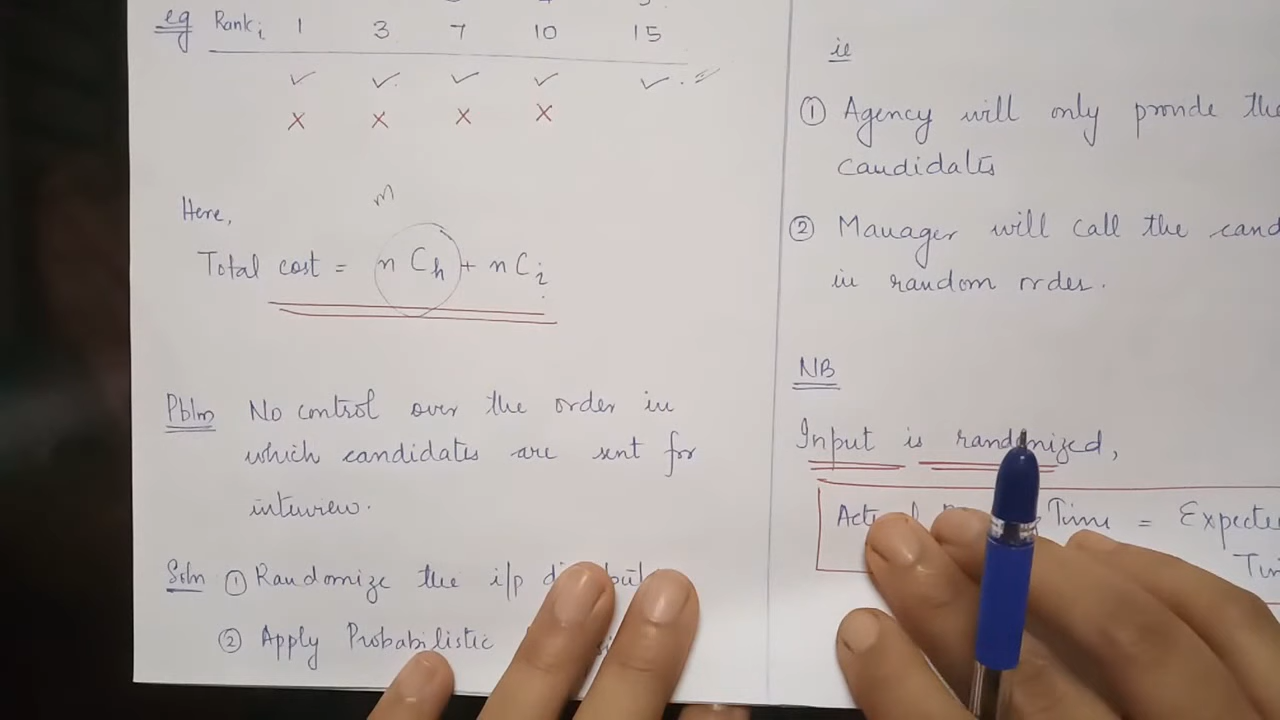 eg Rank i 1 3 7 10 15
✓ ✓ ✓ ✓ ✓
x x x x
m
Here,
Total cost = n Ch + n Ci
Pblm No control over the order in
which candidates are sent for
interview.
Soln ① Randomize the i/p
② Apply Probabilistic
ie
① Agency will only provide the
candidates
② Manager will call the cand
in random order.
NB
Input is randomized,
Time = Expecte